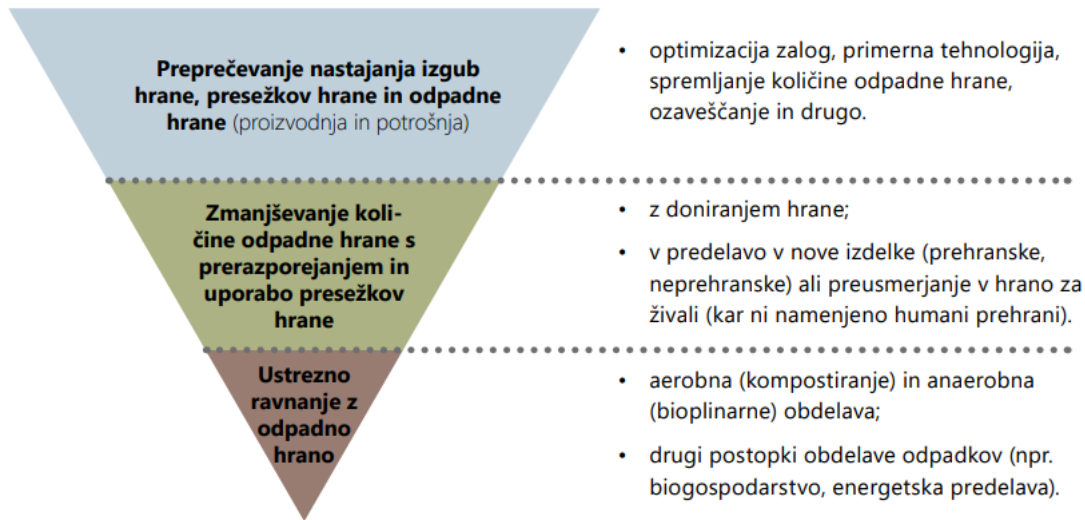 Preprečevanje nastajanja izgub
hrane, presežkov hrane in odpadne
hrane (proizvodnja in potrošnja)
• optimizacija zalog, primerna tehnologija,
spremljanje količine odpadne hrane,
ozaveščanje in drugo.
Zmanjševanje koli-
čine odpadne hrane s
prerazporejanjem in
uporabo presežkov
hrane
• z doniranjem hrane;
• v predelavo v nove izdelke (prehranske,
neprehranske) ali preusmerjanje v hrano za
živali (kar ni namenjeno humani prehrani).
Ustrezno
ravnanje z
odpadno
hrano
• aerobna (kompostiranje) in anaerobna
(bioplinarne) obdelava;
• drugi postopki obdelave odpadkov (npr.
biogospodarstvo, energetska predelava).